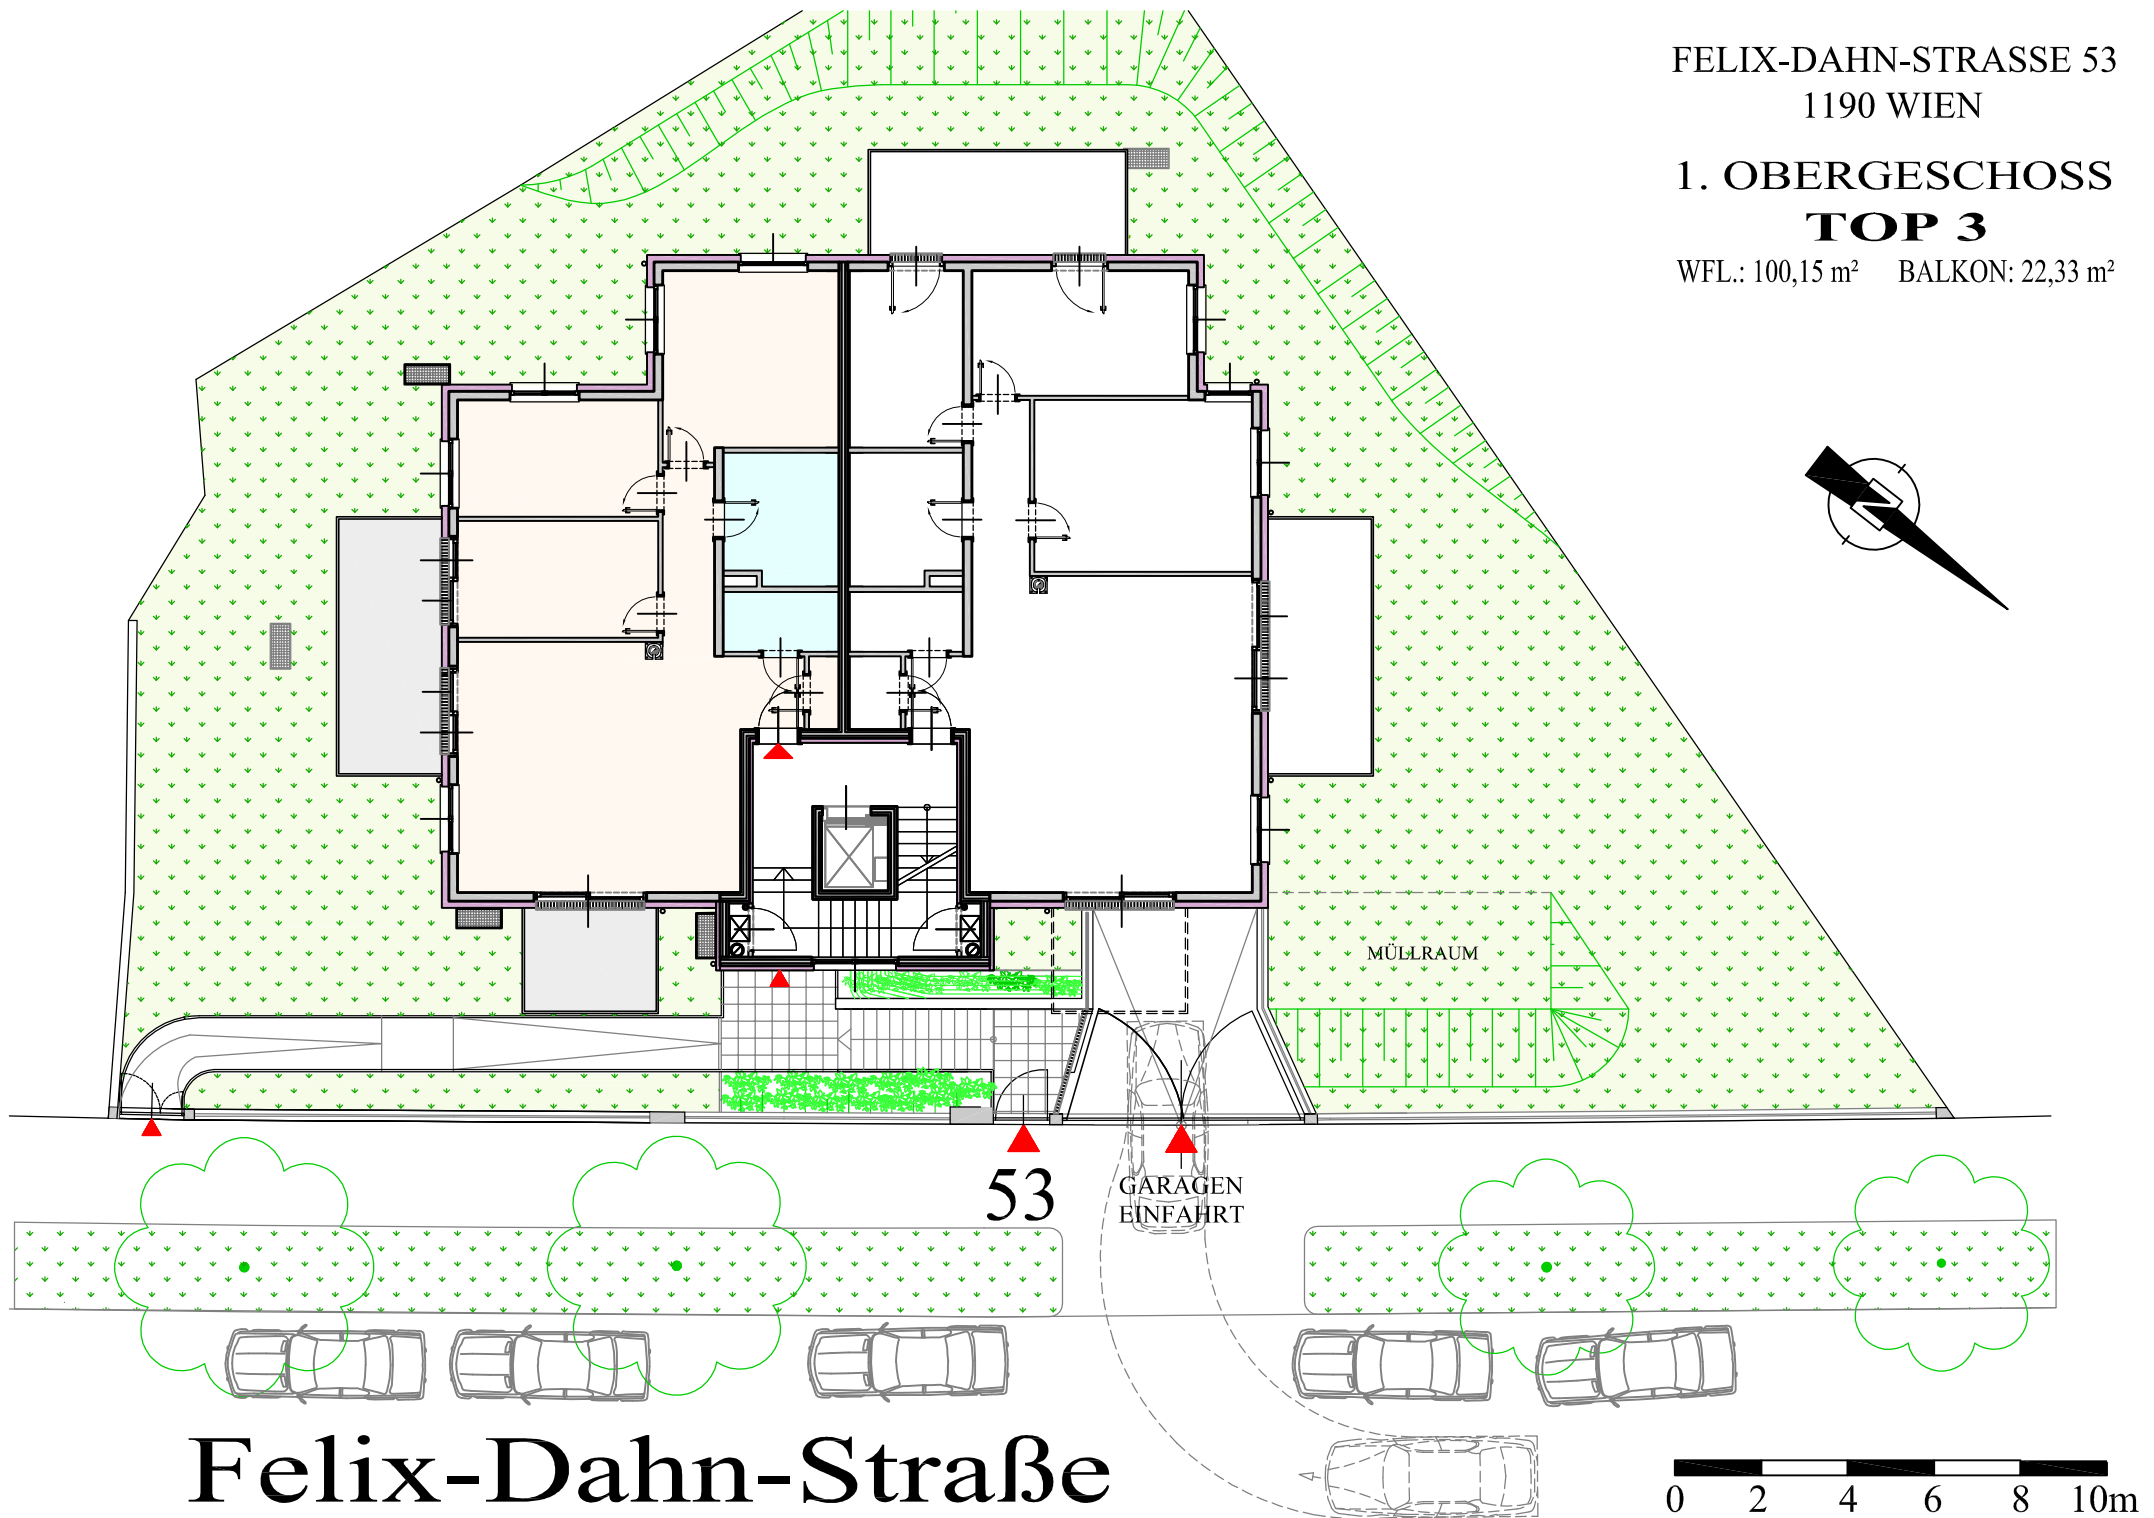 FELIX-DAHN-STRASSE 53
1190 WIEN
1. OBERGESCHOSS
TOP 3
WFL.: 100,15 m² BALKON: 22,33 m²
N
MÜLLRAUM
53
GARAGEN
EINFAHRT
Felix-Dahn-Straße
0 2 4 6 8 10m